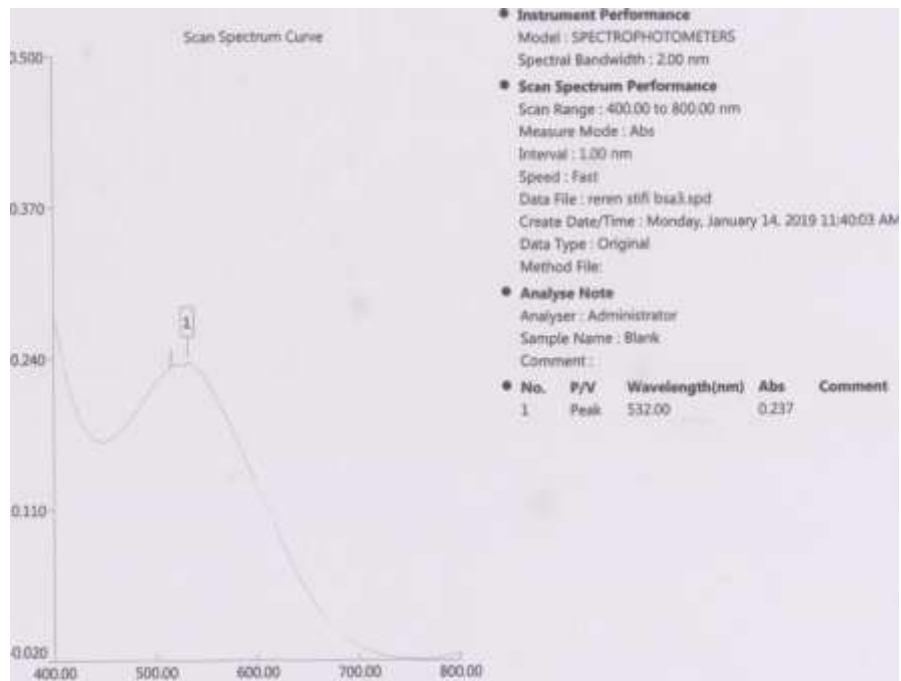 Scan Spectrum Curve
0.500
0.370
0.240
0.110
-0.020
400.00 500.00 600.00 700.00 800.00
1
Instrument Performance
Model : SPECTROPHOTOMETERS
Spectral Bandwidth : 2.00 nm
Scan Spectrum Performance
Scan Range : 400.00 to 800.00 nm
Measure Mode : Abs
Interval : 1.00 nm
Speed : Fast
Data File : reren stifi bsa3.spd
Create Date/Time : Monday, January 14, 2019 11:40:03 AM
Data Type : Original
Method File:
Analyse Note
Analyser : Administrator
Sample Name : Blank
Comment :
No. P/V Wavelength(nm) Abs Comment
1 Peak 532.00 0.237